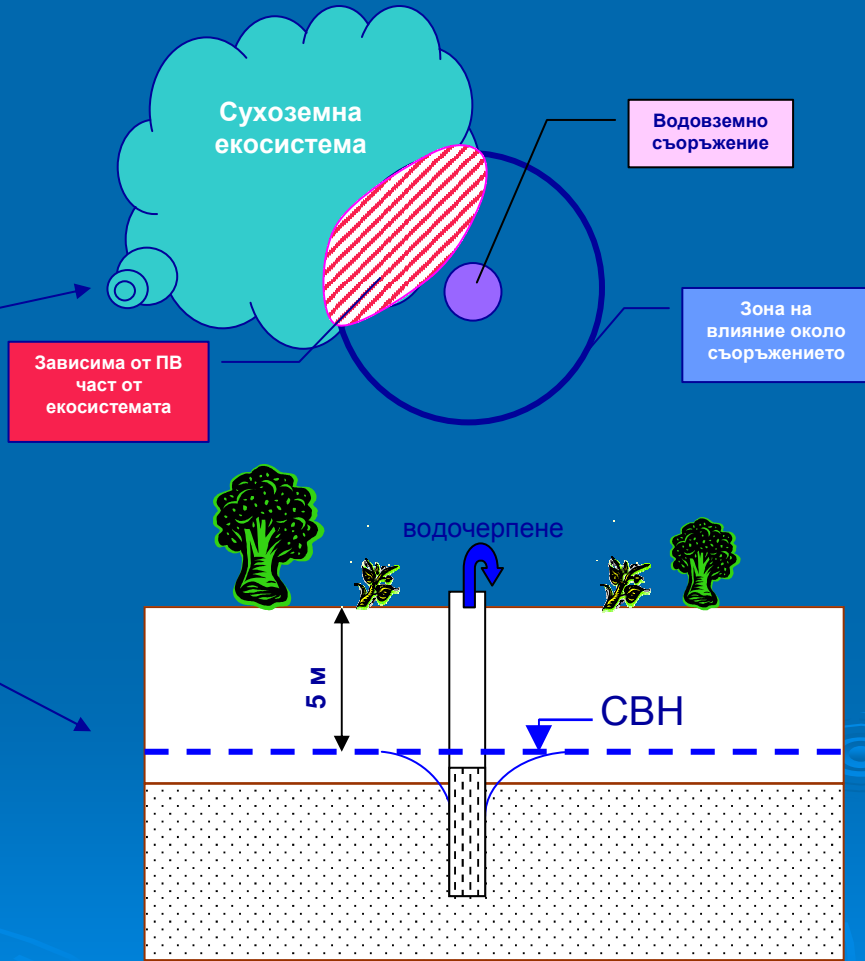 Сухоземна
екосистема
Водовземно
съоръжение
Зона на
влияние около
съоръжението
Зависима от ПВ
част от
екосистемата
водочерпене
5 м
СВН